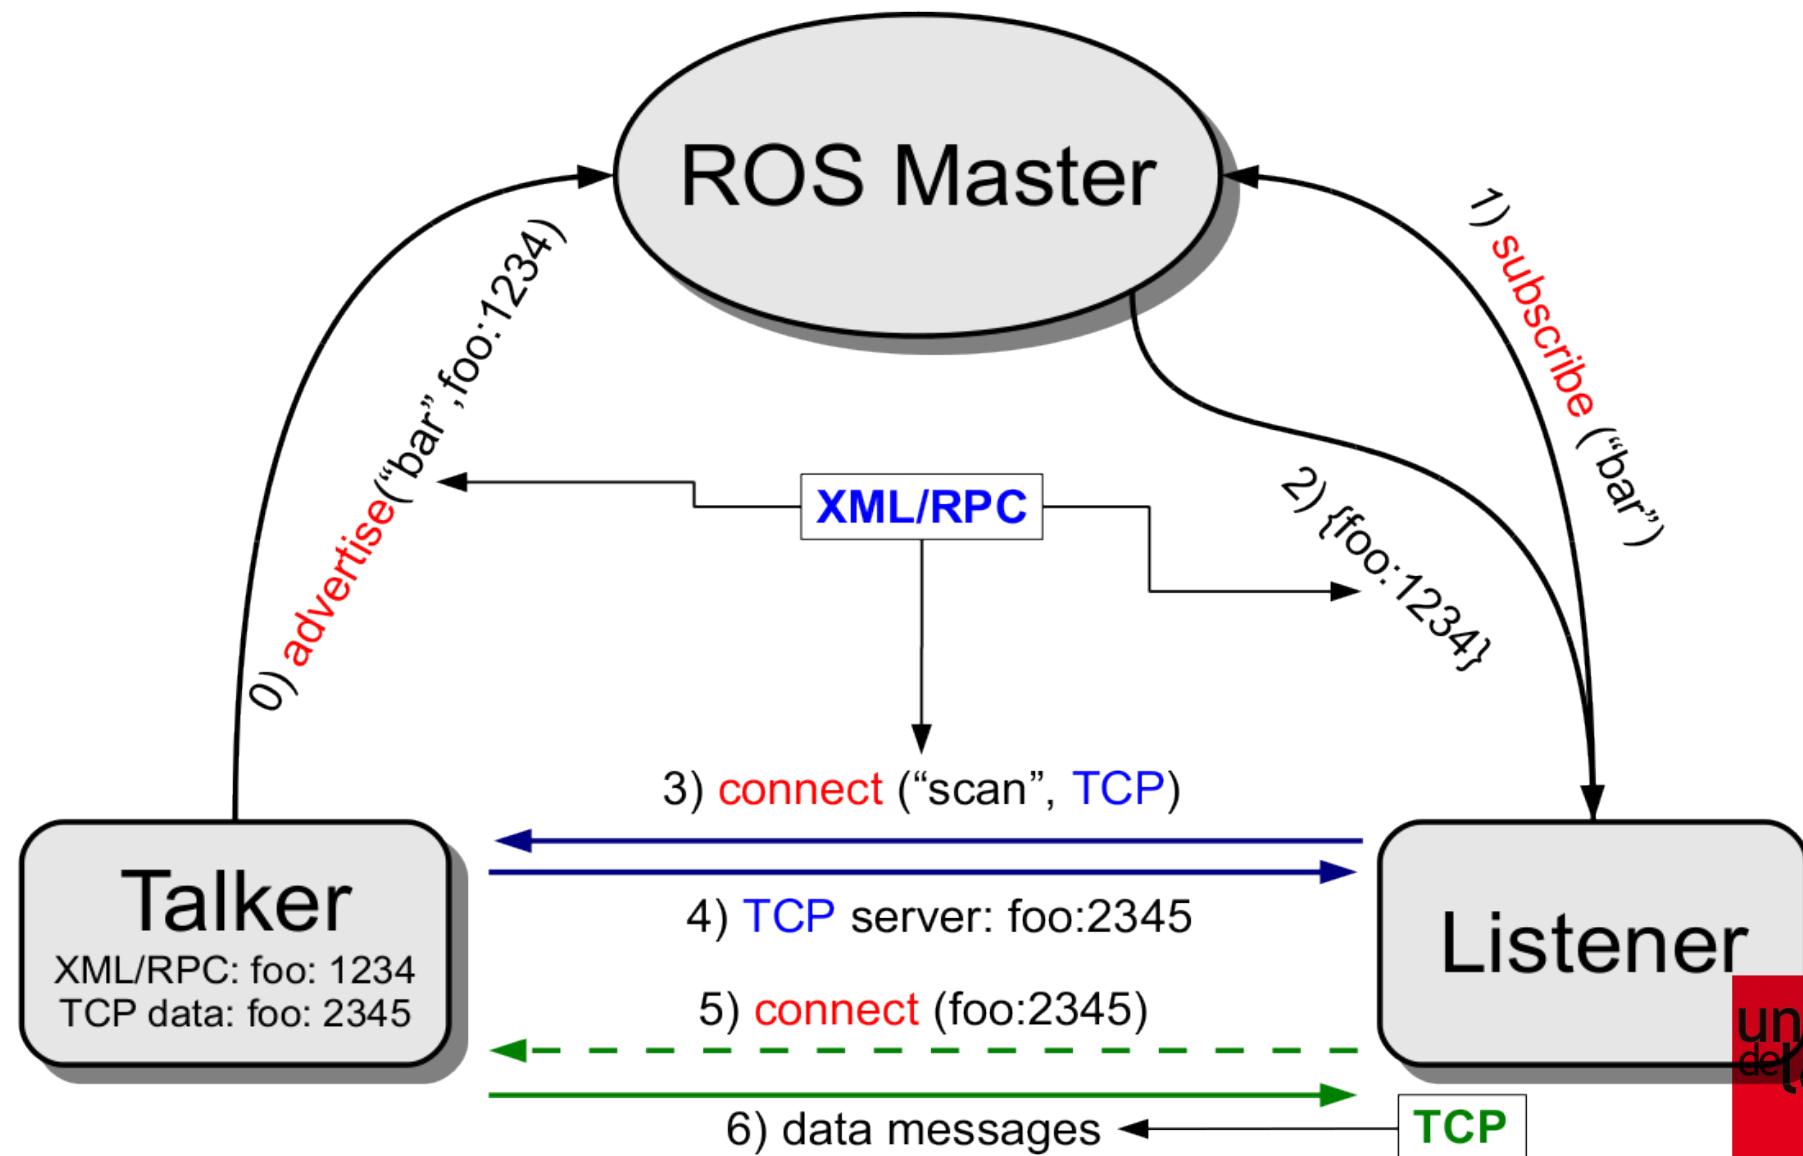 ROS Master
0) advertise(“bar”,foo:1234)
1) subscribe (“bar”)
XML/RPC
2) {foo:1234}
3) connect (“scan”, TCP)
4) TCP server: foo:2345
Talker
XML/RPC: foo: 1234
TCP data: foo: 2345
Listener
5) connect (foo:2345)
6) data messages
TCP
un
de